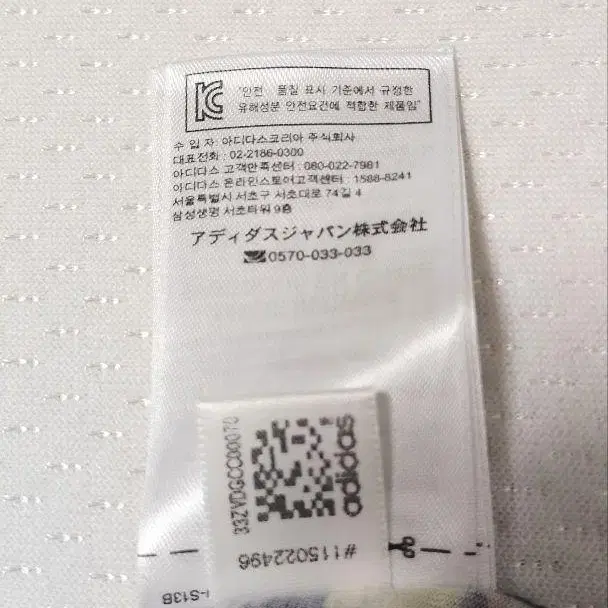 "안전 품질 표시 기준에서 규정한
유해성분 안전요건에 적합한 제품임"
수 입 자: 아디다스코리아 주식회사
대표전화 : 02-2186-0300
아디다스 고객만족센터 : 080-022-7981
아디다스 온라인스토어고객센터 : 1588-8241
서울특별시 서초구 서초대로 74길 4
삼성생명 서초타워 9층
アディダスジャパン株式会社
0570-033-033
33ZVDGCC00070
adidas
#115022496
I-S13B